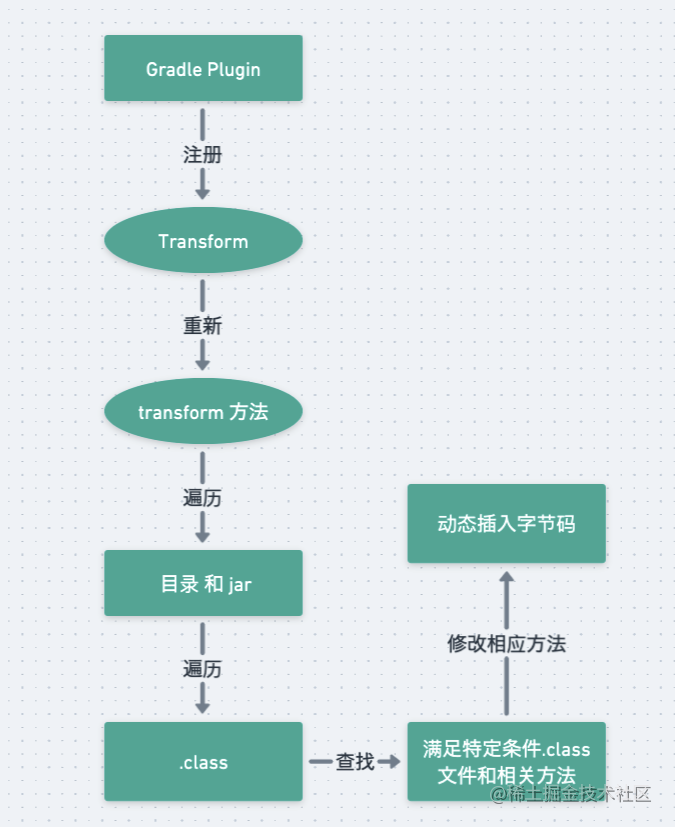 Gradle Plugin
注册
Transform
重新
transform 方法
遍历
目录 和 jar
遍历
.class
查找
满足特定条件.class
文件和相关方法
修改相应方法
动态插入字节码
@稀土掘金技术社区